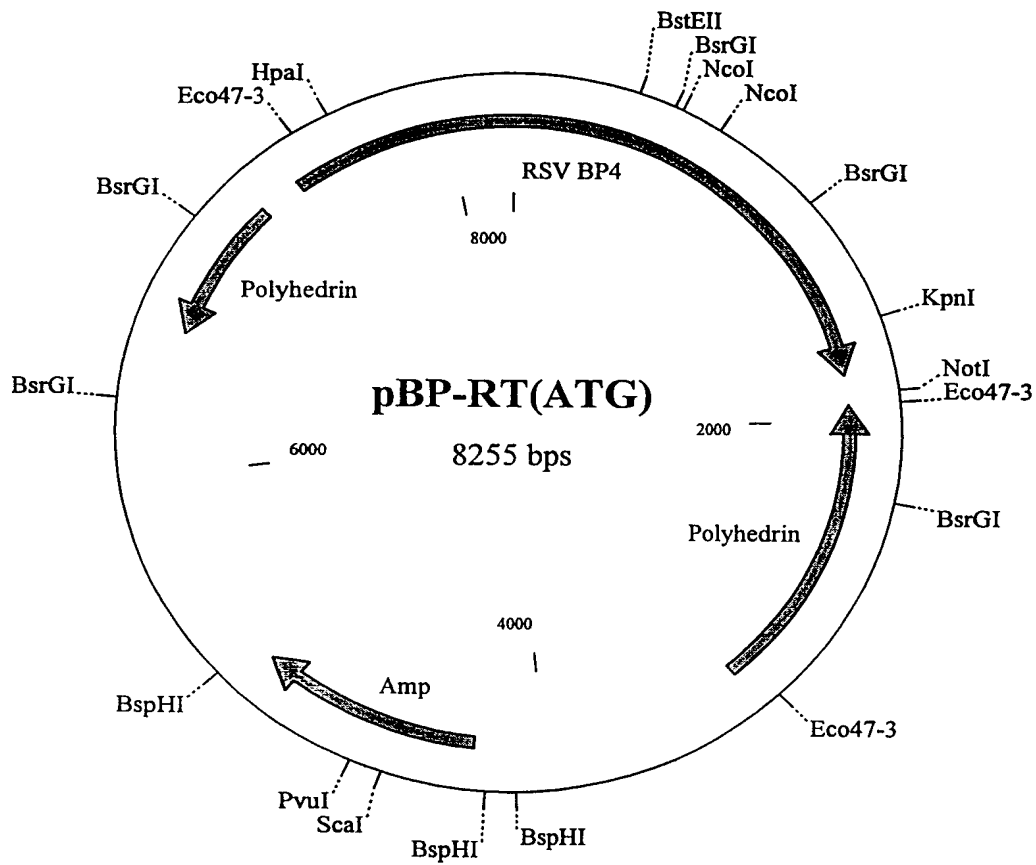 BstEII
BsrGI
NcoI
NcoI
HpaI
Eco47-3
BsrGI
BsrGI
RSV BP4
8000
Polyhedrin
KpnI
BsrGI
NotI
Eco47-3
pBP-RT(ATG)
2000
8255 bps
6000
BsrGI
Polyhedrin
4000
Amp
BspHI
Eco47-3
PvuI
ScaI
BspHI
BspHI